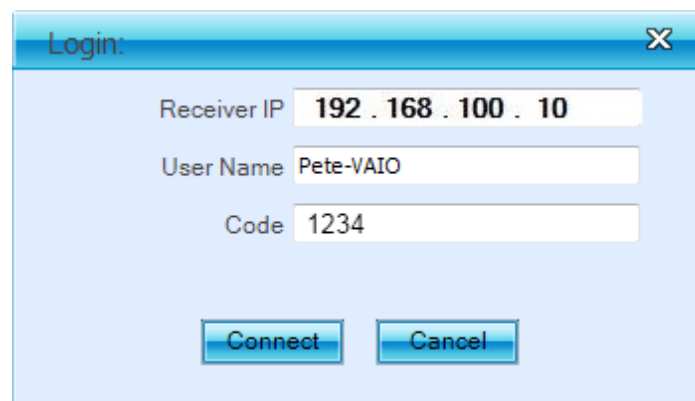 Login:
Receiver IP 192 . 168 . 100 . 10
User Name Pete-VAIO
Code 1234
Connect Cancel